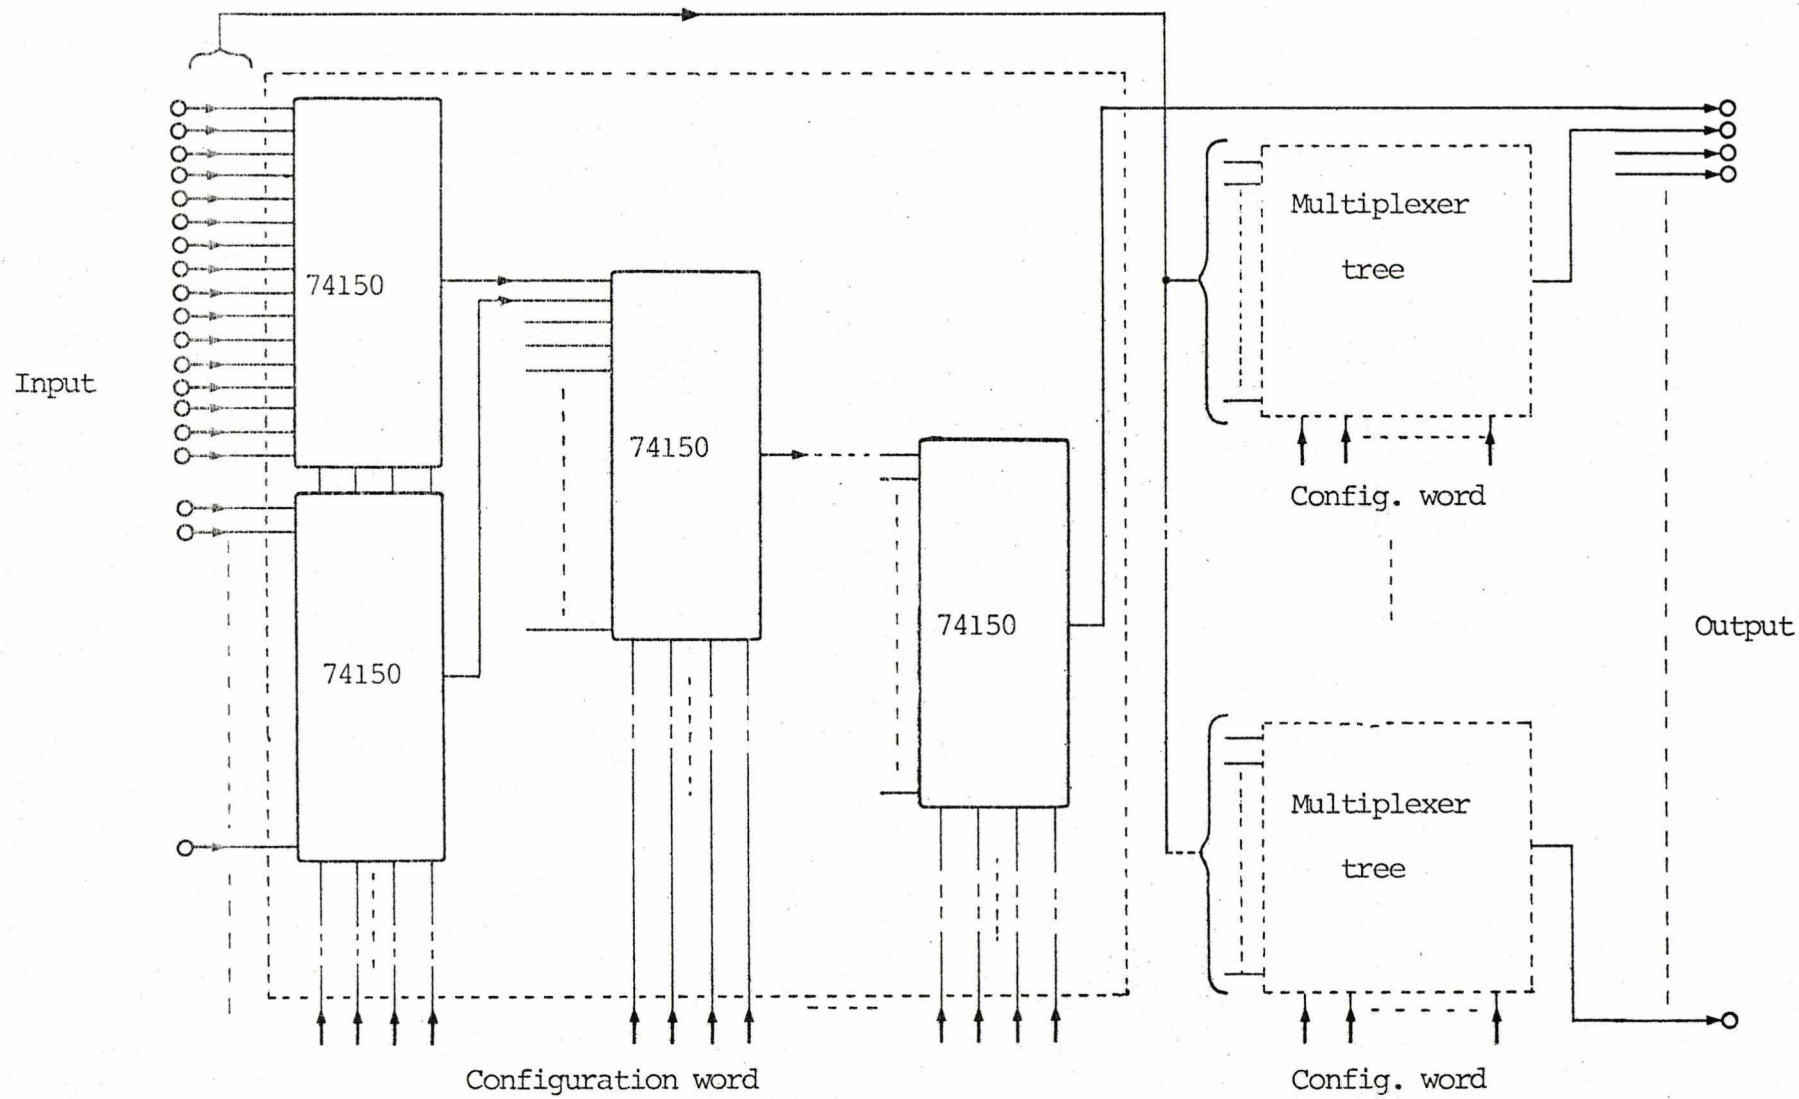 Input
74150
74150
74150
74150
Configuration word
Multiplexer
tree
Config. word
Multiplexer
tree
Config. word
Output